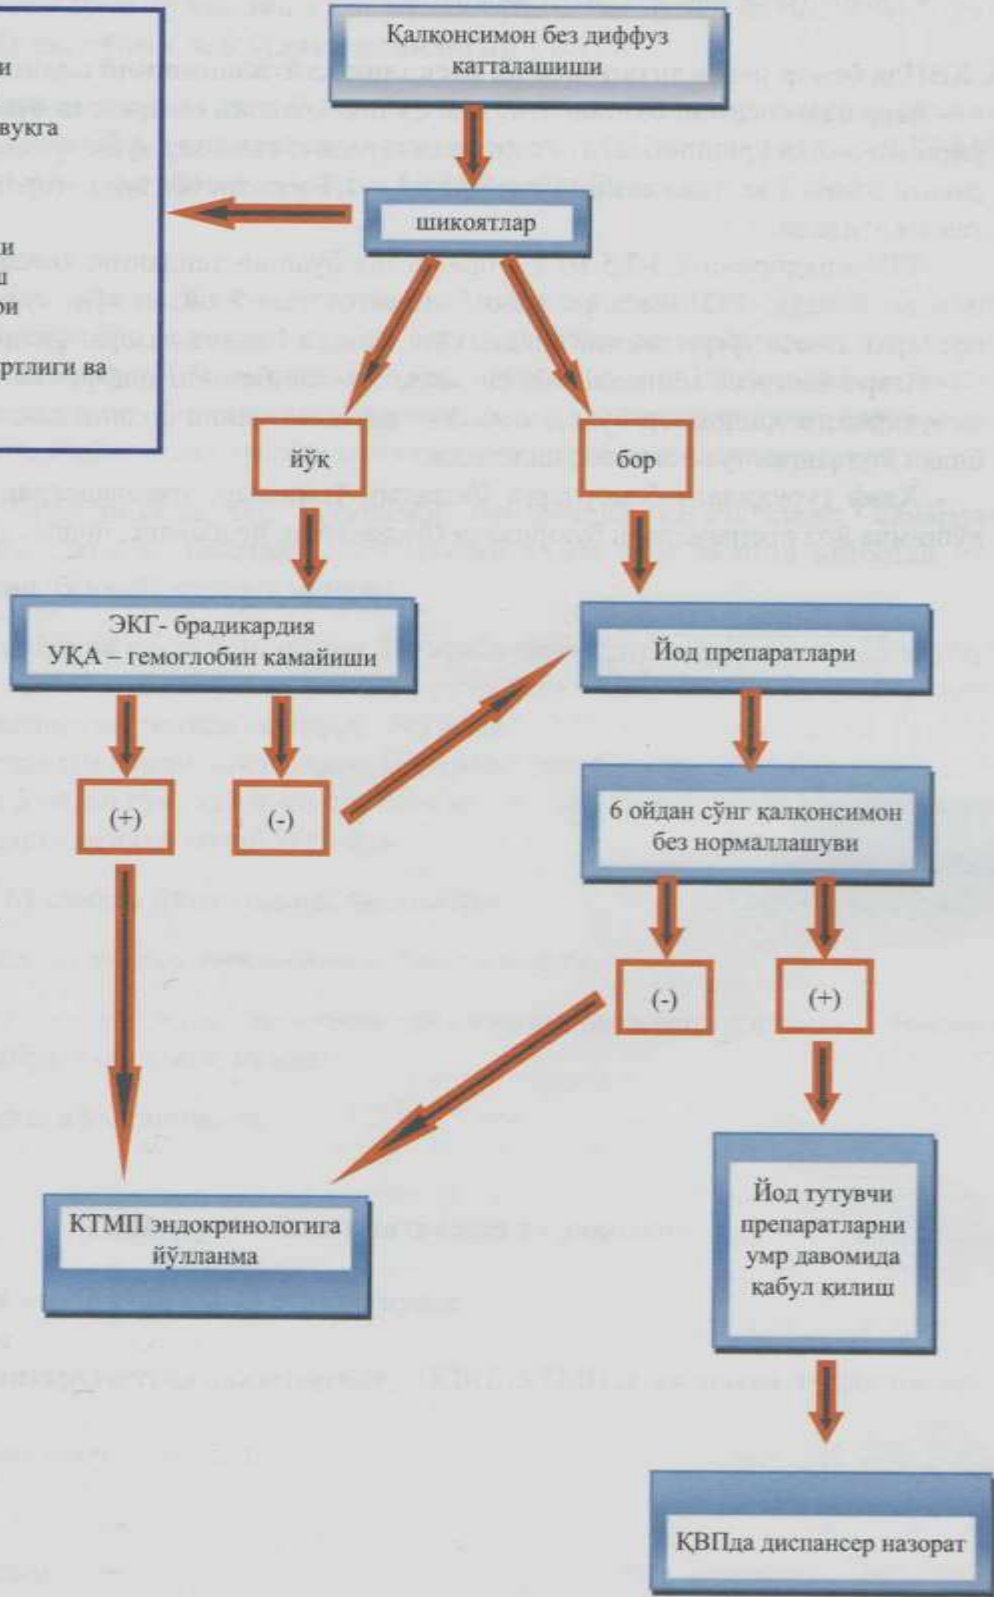 Қалқонсимон без диффуз
катталашиши
шикоятлар
йўқ
бор
ЭКГ- брадикардия
УҚА – гемоглобин камайиши
Йод препаратлари
(+)
(-)
6 ойдан сўнг қалқонсимон
без нормаллашуви
(-)
(+)
КТМП эндокринологига
йўлланма
Йод тутувчи
препаратларни
умр давомида
қабул қилиш
ҚВПда диспансер назорат